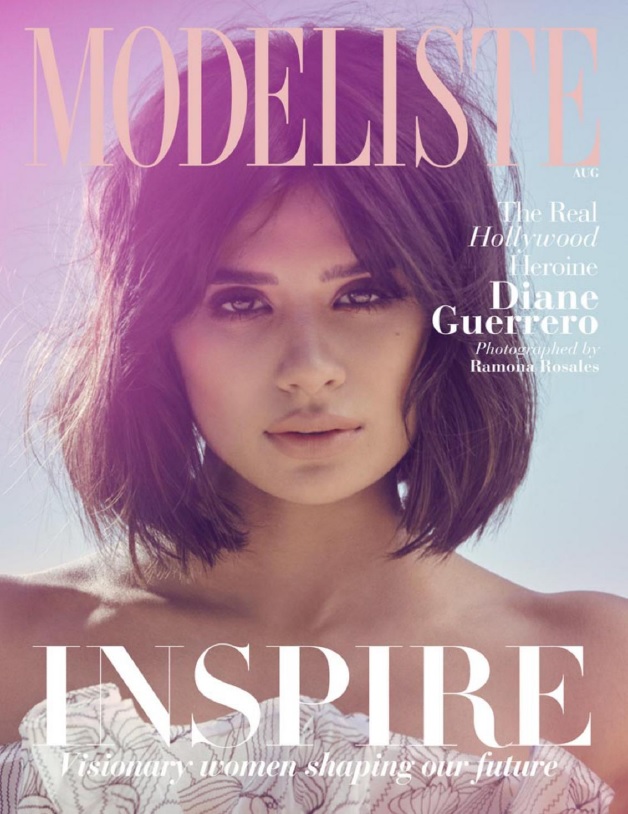 MODELISTE
AUG
The Real
Hollywood
Heroine
Diane
Guerrero
Photographed by
Ramona Rosales
INSPIRE
Visionary women shaping our future